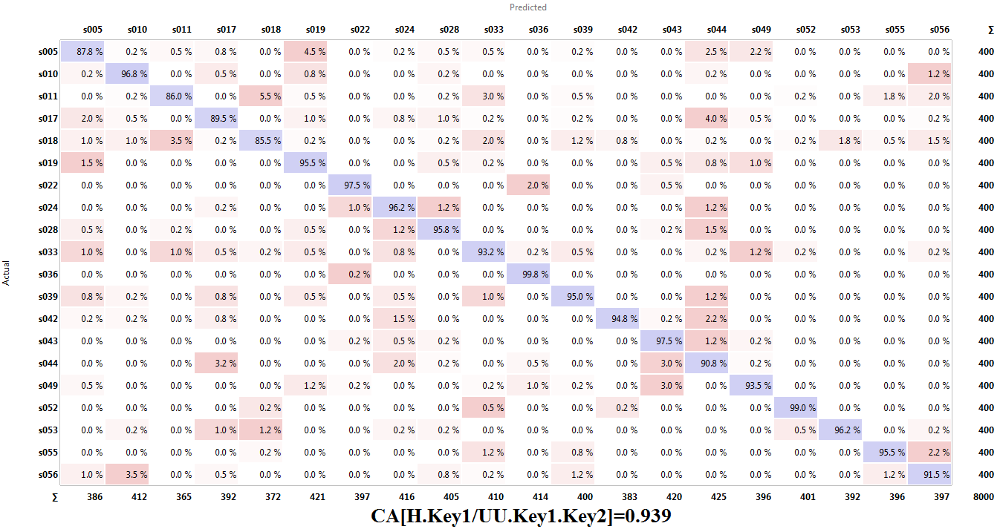 Predicted
s005 s010 s011 s017 s018 s019 s022 s024 s028 s033 s036 s039 s042 s043 s044 s049 s052 s053 s055 s056 Σ
s005 87.8 % 0.2 % 0.5 % 0.8 % 0.0 % 4.5 % 0.0 % 0.2 % 0.5 % 0.5 % 0.0 % 0.2 % 0.0 % 0.0 % 2.5 % 2.2 % 0.0 % 0.0 % 0.0 % 0.0 % 400
s010 0.2 % 96.8 % 0.0 % 0.5 % 0.0 % 0.8 % 0.0 % 0.0 % 0.2 % 0.0 % 0.0 % 0.0 % 0.0 % 0.0 % 0.2 % 0.0 % 0.0 % 0.0 % 0.0 % 1.2 % 400
s011 0.0 % 0.2 % 86.0 % 0.0 % 5.5 % 0.5 % 0.0 % 0.0 % 0.2 % 3.0 % 0.0 % 0.5 % 0.0 % 0.0 % 0.0 % 0.0 % 0.2 % 0.0 % 1.8 % 2.0 % 400
s017 2.0 % 0.5 % 0.0 % 89.5 % 0.0 % 1.0 % 0.0 % 0.8 % 1.0 % 0.2 % 0.0 % 0.2 % 0.0 % 0.0 % 4.0 % 0.5 % 0.0 % 0.0 % 0.0 % 0.2 % 400
s018 1.0 % 1.0 % 3.5 % 0.2 % 85.5 % 0.2 % 0.0 % 0.0 % 0.2 % 2.0 % 0.0 % 1.2 % 0.8 % 0.0 % 0.2 % 0.0 % 0.2 % 1.8 % 0.5 % 1.5 % 400
s019 1.5 % 0.0 % 0.0 % 0.0 % 0.0 % 95.5 % 0.0 % 0.0 % 0.5 % 0.2 % 0.0 % 0.0 % 0.0 % 0.5 % 0.8 % 1.0 % 0.0 % 0.0 % 0.0 % 0.0 % 400
s022 0.0 % 0.0 % 0.0 % 0.0 % 0.0 % 0.0 % 97.5 % 0.0 % 0.0 % 0.0 % 2.0 % 0.0 % 0.0 % 0.5 % 0.0 % 0.0 % 0.0 % 0.0 % 0.0 % 0.0 % 400
s024 0.0 % 0.0 % 0.0 % 0.2 % 0.0 % 0.0 % 1.0 % 96.2 % 1.2 % 0.0 % 0.0 % 0.0 % 0.0 % 0.0 % 1.2 % 0.0 % 0.0 % 0.0 % 0.0 % 0.0 % 400
s028 0.5 % 0.0 % 0.2 % 0.0 % 0.0 % 0.5 % 0.0 % 1.2 % 95.8 % 0.0 % 0.0 % 0.0 % 0.0 % 0.2 % 1.5 % 0.0 % 0.0 % 0.0 % 0.0 % 0.0 % 400
s033 1.0 % 0.0 % 1.0 % 0.5 % 0.2 % 0.5 % 0.0 % 0.8 % 0.0 % 93.2 % 0.2 % 0.5 % 0.0 % 0.0 % 0.2 % 1.2 % 0.2 % 0.0 % 0.0 % 0.2 % 400
s036 0.0 % 0.0 % 0.0 % 0.0 % 0.0 % 0.0 % 0.2 % 0.0 % 0.0 % 0.0 % 99.8 % 0.0 % 0.0 % 0.0 % 0.0 % 0.0 % 0.0 % 0.0 % 0.0 % 0.0 % 400
s039 0.8 % 0.2 % 0.0 % 0.8 % 0.0 % 0.5 % 0.0 % 0.5 % 0.0 % 1.0 % 0.0 % 95.0 % 0.0 % 0.0 % 1.2 % 0.0 % 0.0 % 0.0 % 0.0 % 0.0 % 400
s042 0.2 % 0.2 % 0.0 % 0.8 % 0.0 % 0.0 % 0.0 % 1.5 % 0.0 % 0.0 % 0.0 % 0.0 % 94.8 % 0.2 % 2.2 % 0.0 % 0.0 % 0.0 % 0.0 % 0.0 % 400
s043 0.0 % 0.0 % 0.0 % 0.0 % 0.0 % 0.0 % 0.2 % 0.5 % 0.2 % 0.0 % 0.0 % 0.0 % 0.0 % 97.5 % 1.2 % 0.2 % 0.0 % 0.0 % 0.0 % 0.0 % 400
s044 0.0 % 0.0 % 0.0 % 3.2 % 0.0 % 0.0 % 0.0 % 2.0 % 0.2 % 0.0 % 0.5 % 0.0 % 0.0 % 3.0 % 90.8 % 0.2 % 0.0 % 0.0 % 0.0 % 0.0 % 400
s049 0.5 % 0.0 % 0.0 % 0.0 % 0.0 % 1.2 % 0.2 % 0.0 % 0.0 % 0.2 % 1.0 % 0.2 % 0.0 % 3.0 % 0.0 % 93.5 % 0.0 % 0.0 % 0.0 % 0.0 % 400
s052 0.0 % 0.0 % 0.0 % 0.0 % 0.2 % 0.0 % 0.0 % 0.0 % 0.0 % 0.5 % 0.0 % 0.0 % 0.2 % 0.0 % 0.0 % 0.0 % 99.0 % 0.0 % 0.0 % 0.0 % 400
s053 0.0 % 0.2 % 0.0 % 1.0 % 1.2 % 0.0 % 0.0 % 0.2 % 0.2 % 0.0 % 0.0 % 0.0 % 0.0 % 0.0 % 0.0 % 0.0 % 0.5 % 96.2 % 0.0 % 0.2 % 400
s055 0.0 % 0.0 % 0.0 % 0.0 % 0.2 % 0.0 % 0.0 % 0.0 % 0.0 % 1.2 % 0.0 % 0.8 % 0.0 % 0.0 % 0.0 % 0.0 % 0.0 % 0.0 % 95.5 % 2.2 % 400
s056 1.0 % 3.5 % 0.0 % 0.5 % 0.0 % 0.0 % 0.0 % 0.0 % 0.8 % 0.2 % 0.0 % 1.2 % 0.0 % 0.0 % 0.0 % 0.0 % 0.0 % 0.0 % 1.2 % 91.5 % 400
Σ 386 412 365 392 372 421 397 416 405 410 414 400 383 420 425 396 401 392 396 397 8000
Actual
CA[H.Key1/UU.Key1.Key2]=0.939